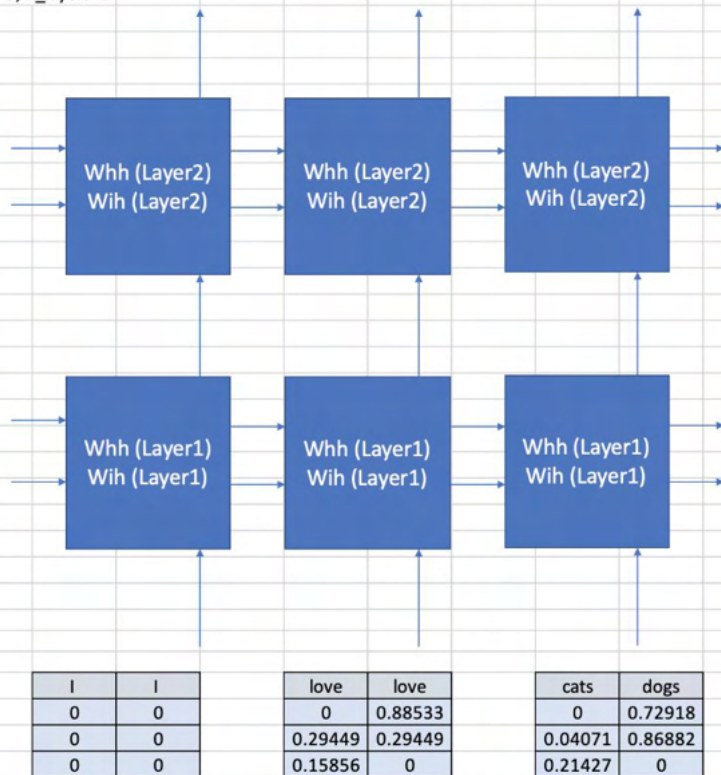 Whh (Layer2)
Wih (Layer2)
Whh (Layer2)
Wih (Layer2)
Whh (Layer2)
Wih (Layer2)
Whh (Layer1)
Wih (Layer1)
Whh (Layer1)
Wih (Layer1)
Whh (Layer1)
Wih (Layer1)
I I
0 0
0 0
0 0
love love
0 0.88533
0.29449 0.29449
0.15856 0
cats dogs
0 0.72918
0.04071 0.86882
0.21427 0